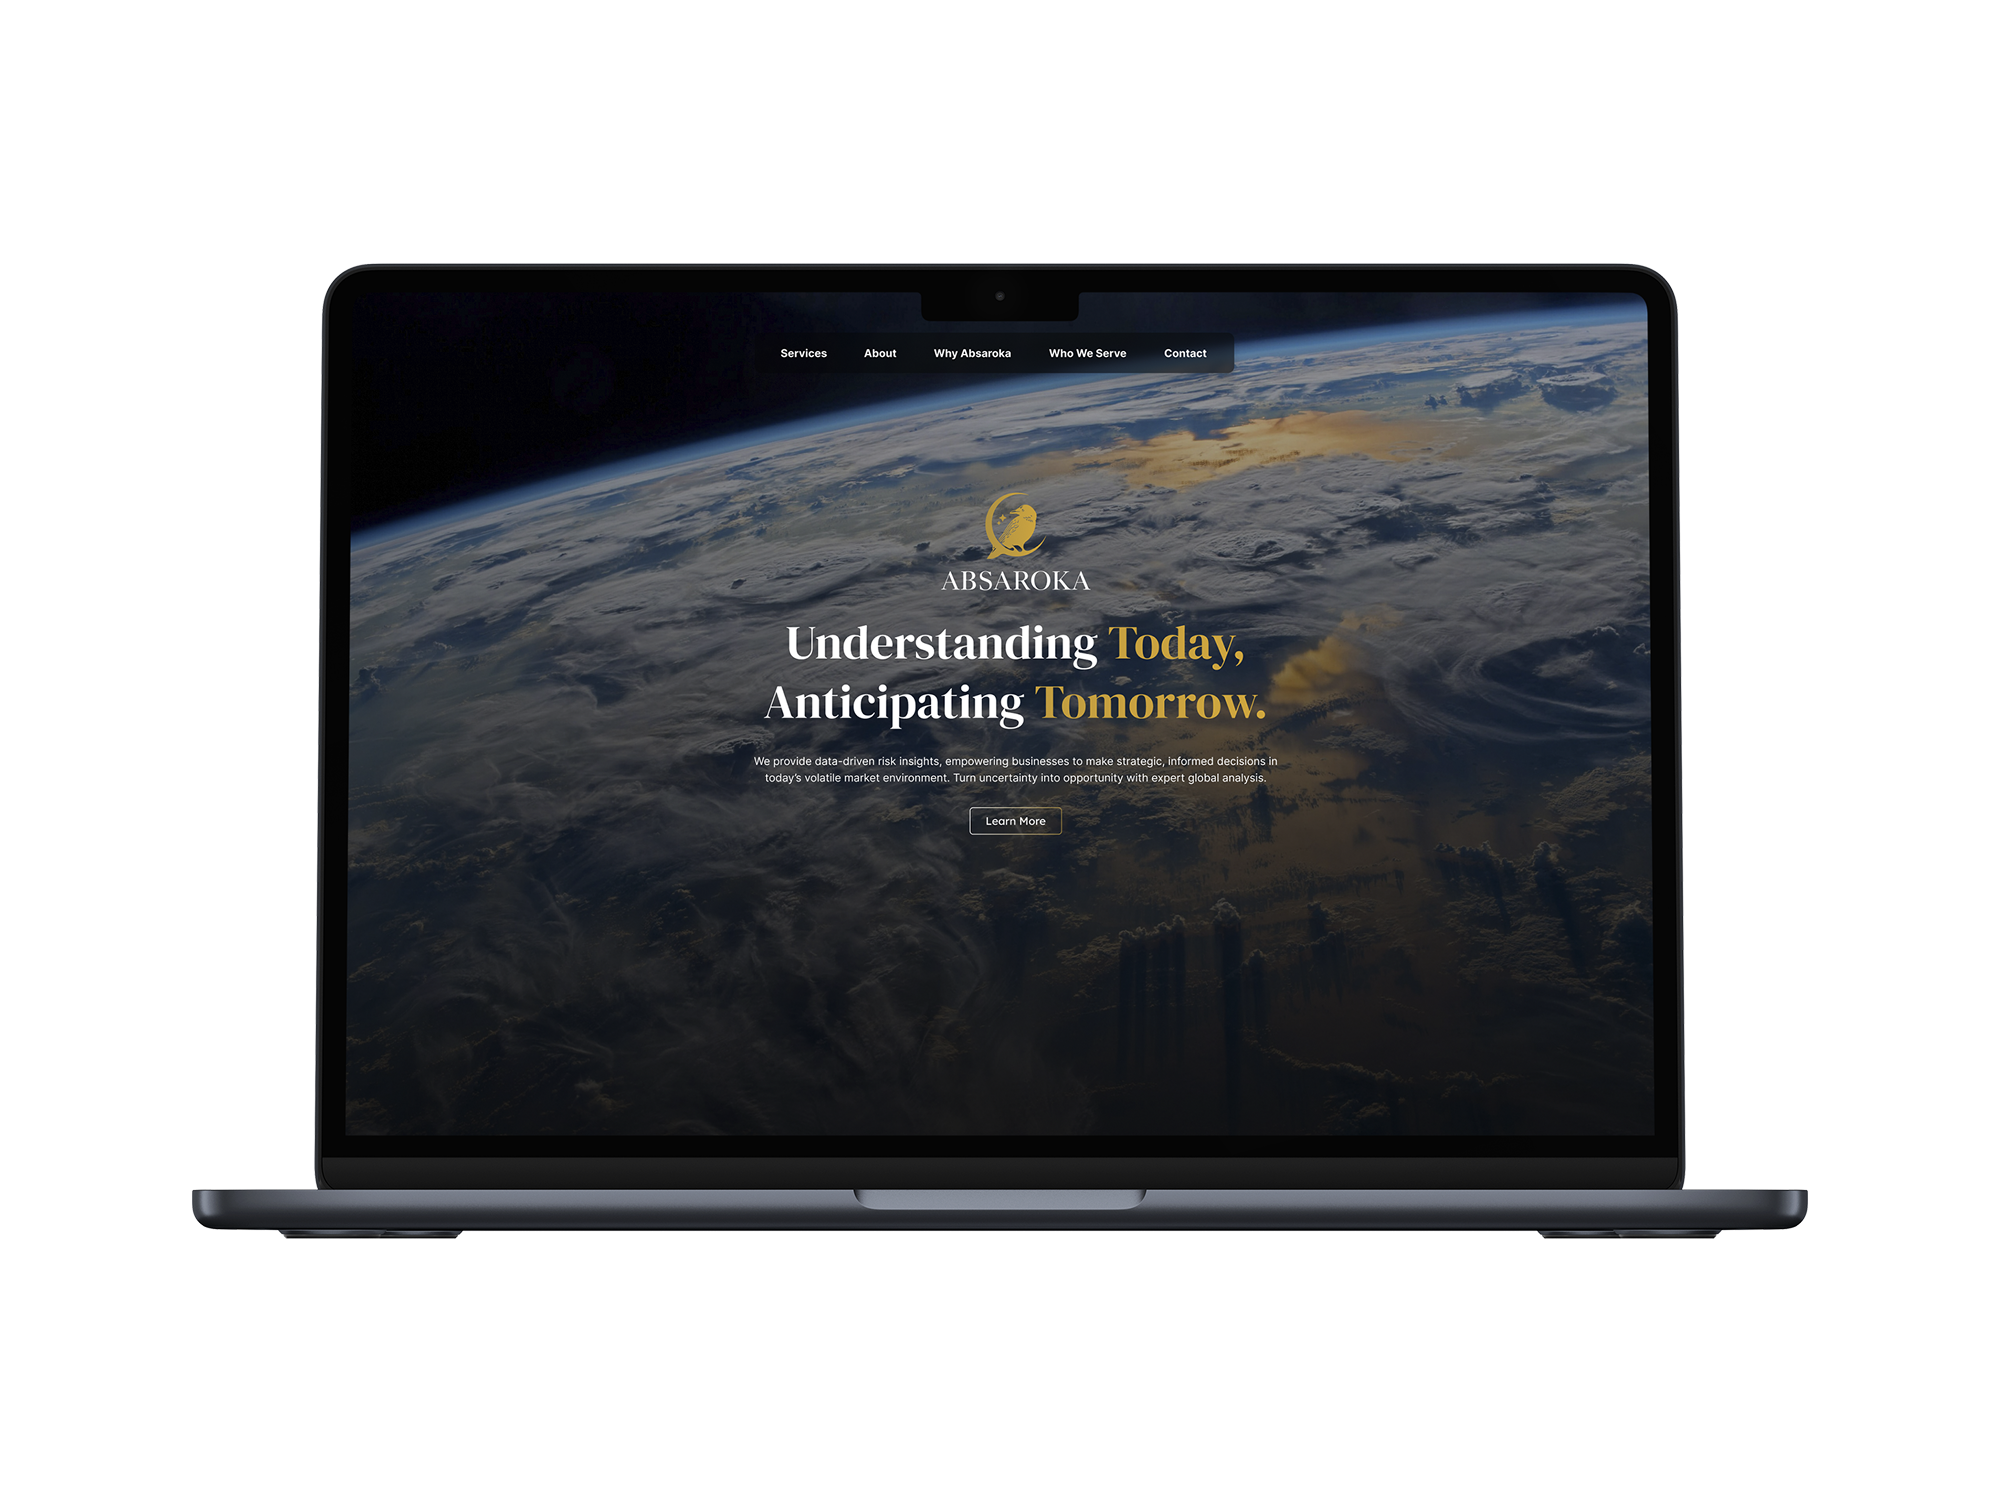 Services About Why Absaroka Who We Serve Contact
ABSAROKA
Understanding Today,
Anticipating Tomorrow.
We provide data-driven risk insights, empowering businesses to make strategic, informed decisions in
today's volatile market environment. Turn uncertainty into opportunity with expert global analysis.
Learn More